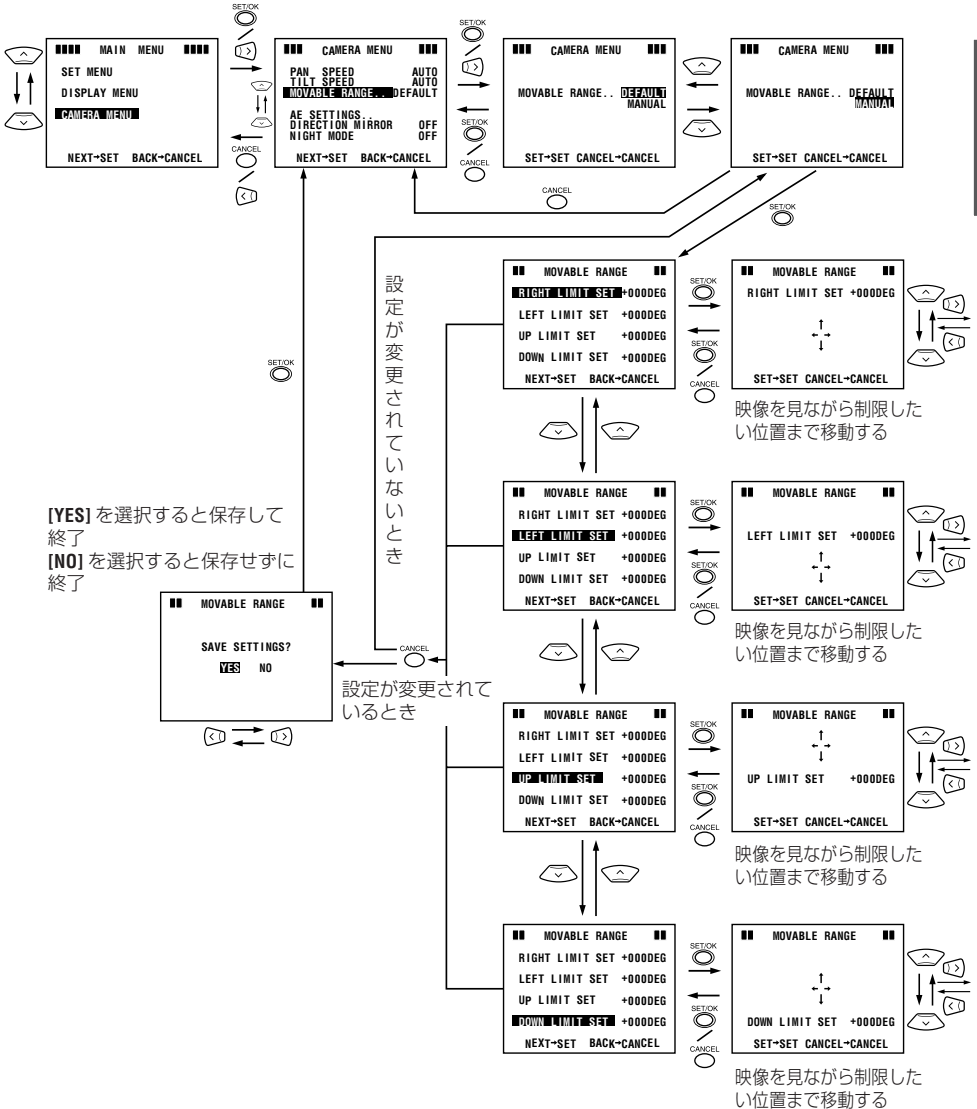 SET/OK
MAIN MENU
SET MENU
DISPLAY MENU
CAMERA MENU
NEXT→SET BACK→CANCEL
CANCEL
CAMERA MENU
PAN SPEED AUTO
TILT SPEED AUTO
MOVABLE RANGE.. DEFAULT
AE SETTINGS..
DIRECTION MIRROR OFF
NIGHT MODE OFF
NEXT→SET BACK→CANCEL
SET/OK
SET/OK
CANCEL
CAMERA MENU
MOVABLE RANGE.. DEFAULT
MANUAL
SET→SET CANCEL→CANCEL
CAMERA MENU
MOVABLE RANGE.. DEFAULT
MANUAL
SET→SET CANCEL→CANCEL
CANCEL
SET/OK
設定が変更されていないとき
SET/OK
MOVABLE RANGE
RIGHT LIMIT SET +000DEG
LEFT LIMIT SET +000DEG
UP LIMIT SET +000DEG
DOWN LIMIT SET +000DEG
NEXT→SET BACK→CANCEL
SET/OK
SET/OK
CANCEL
MOVABLE RANGE
RIGHT LIMIT SET +000DEG
SET→SET CANCEL→CANCEL
映像を見ながら制限した
い位置まで移動する
MOVABLE RANGE
RIGHT LIMIT SET +000DEG
LEFT LIMIT SET +000DEG
UP LIMIT SET +000DEG
DOWN LIMIT SET +000DEG
NEXT→SET BACK→CANCEL
SET/OK
SET/OK
CANCEL
MOVABLE RANGE
LEFT LIMIT SET +000DEG
SET→SET CANCEL→CANCEL
映像を見ながら制限した
い位置まで移動する
[YES] を選択すると保存して
終了
[NO] を選択すると保存せずに
終了
MOVABLE RANGE
SAVE SETTINGS?
YES NO
CANCEL
設定が変更されて
いるとき
MOVABLE RANGE
RIGHT LIMIT SET +000DEG
LEFT LIMIT SET +000DEG
UP LIMIT SET +000DEG
DOWN LIMIT SET +000DEG
NEXT→SET BACK→CANCEL
SET/OK
SET/OK
CANCEL
MOVABLE RANGE
UP LIMIT SET +000DEG
SET→SET CANCEL→CANCEL
映像を見ながら制限した
い位置まで移動する
MOVABLE RANGE
RIGHT LIMIT SET +000DEG
LEFT LIMIT SET +000DEG
UP LIMIT SET +000DEG
DOWN LIMIT SET +000DEG
NEXT→SET BACK→CANCEL
SET/OK
SET/OK
CANCEL
MOVABLE RANGE
DOWN LIMIT SET +000DEG
SET→SET CANCEL→CANCEL
映像を見ながら制限した
い位置まで移動する